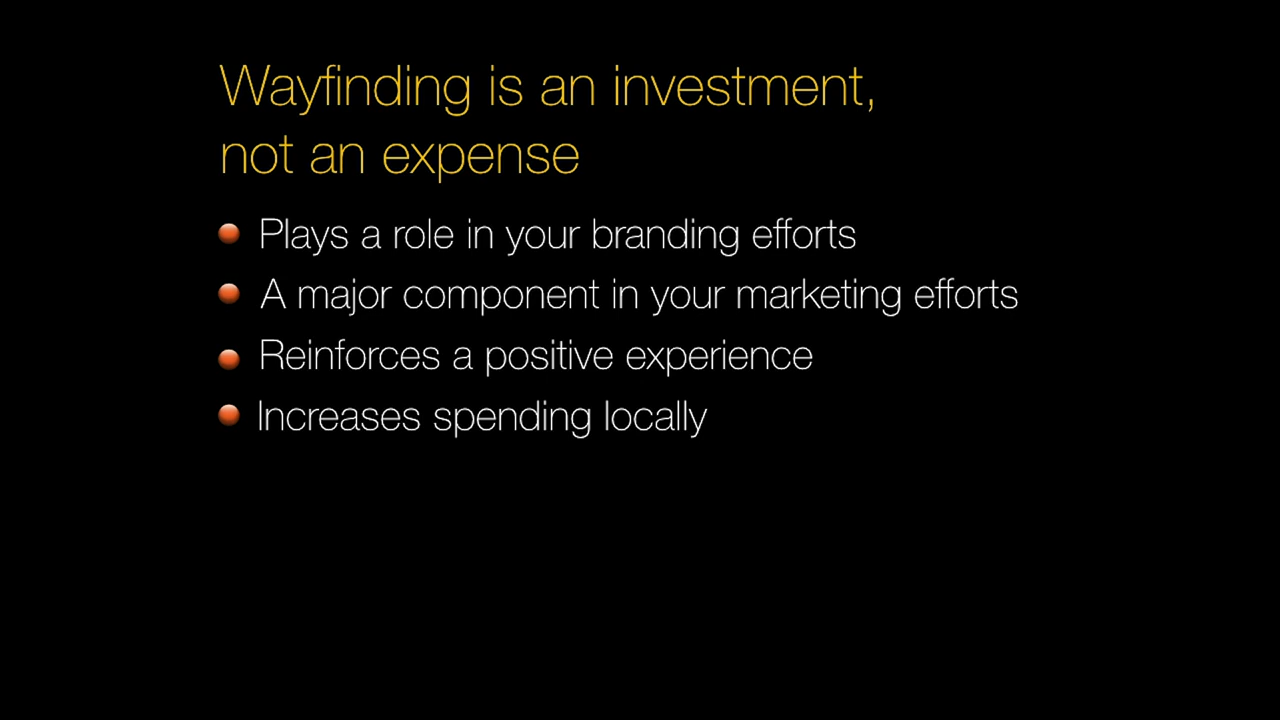 Wayfinding is an investment,
not an expense
Plays a role in your branding efforts
A major component in your marketing efforts
Reinforces a positive experience
Increases spending locally